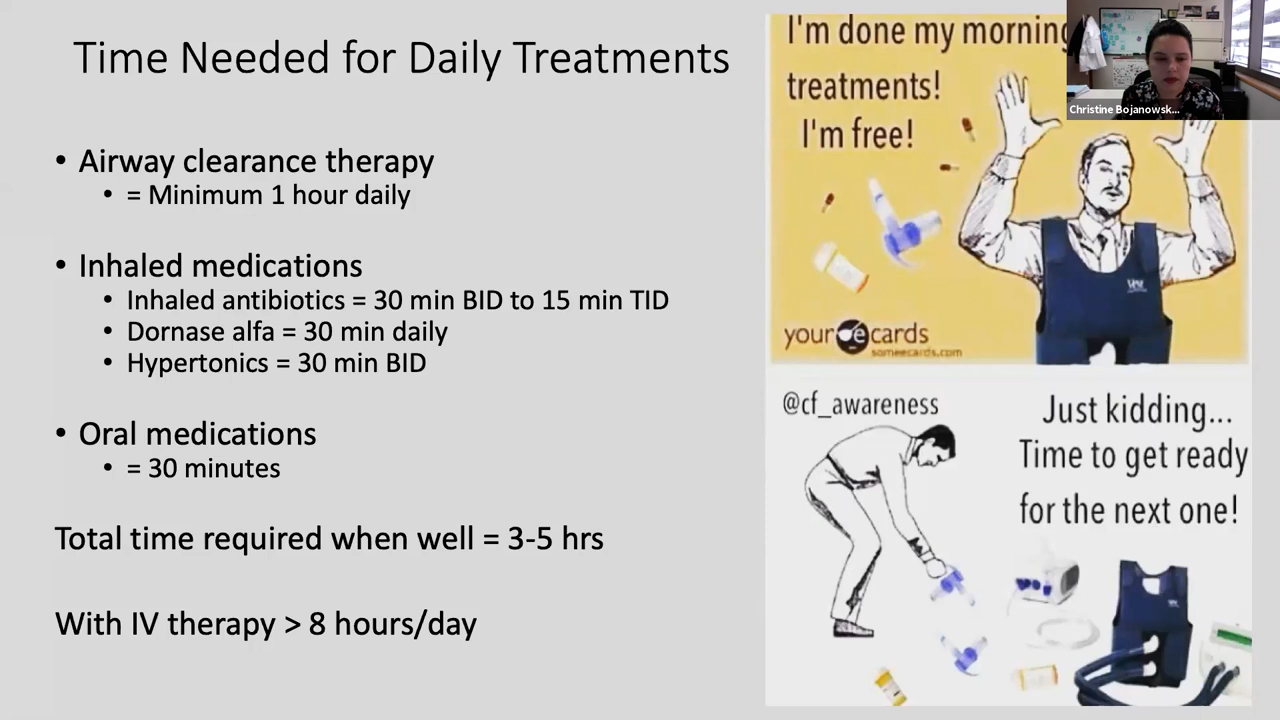 Time Needed for Daily Treatments
• Airway clearance therapy
• = Minimum 1 hour daily
• Inhaled medications
• Inhaled antibiotics = 30 min BID to 15 min TID
• Dornase alfa = 30 min daily
• Hypertonics = 30 min BID
• Oral medications
• = 30 minutes
Total time required when well = 3-5 hrs
With IV therapy > 8 hours/day
I'm done my morning
treatments!
I'm free!
your e cards
someecards.com
@cf_awareness
Just kidding...
Time to get ready
for the next one!
Christine Bojanowsk...